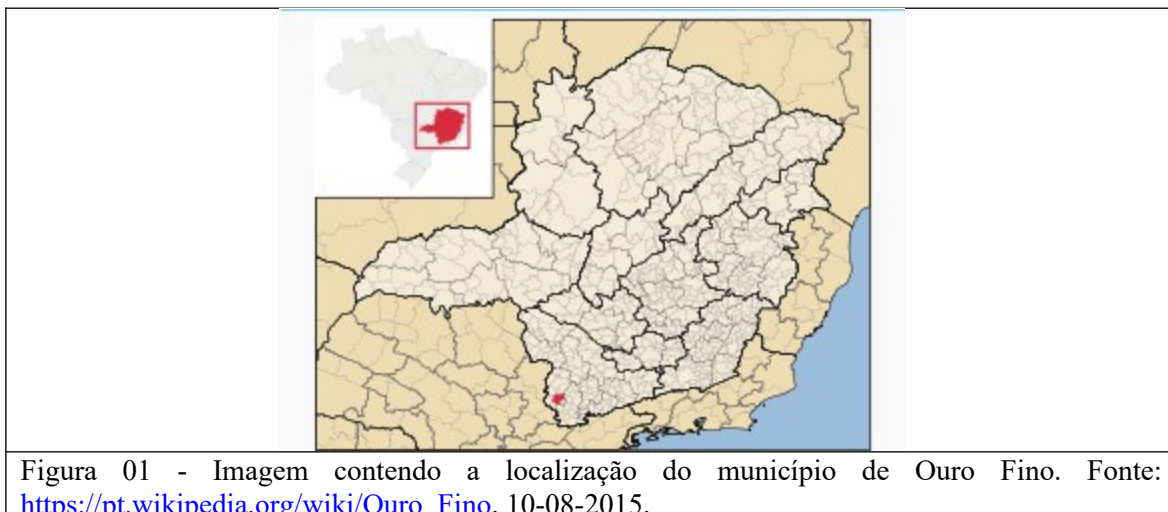 Figura 01 - Imagem contendo a localização do município de Ouro Fino. Fonte:
https://pt.wikipedia.org/wiki/Ouro_Fino. 10-08-2015.